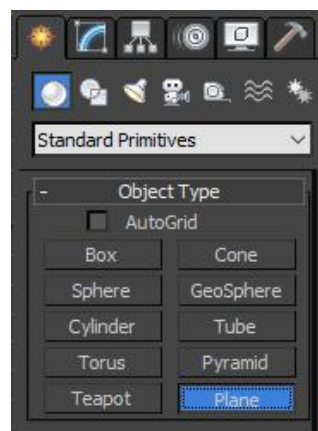 Standard Primitives
- Object Type
AutoGrid
Box Cone
Sphere GeoSphere
Cylinder Tube
Torus Pyramid
Teapot Plane